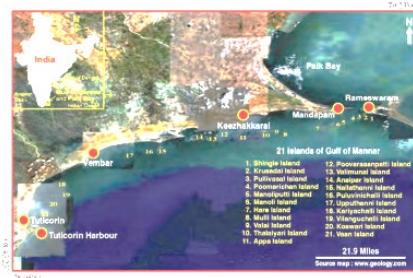 India
Palk Bay
Rameswaram
Mandapam
Keezhakkarai
Vembar
Tuticorin
Tuticorin Harbour
21 Islands of Gulf of Mannar
1. Shingle Island
2. Krusadai Island
3. Pullivasal Island
4. Poomarichan Island
5. Manoliputti Island
6. Manoli Island
7. Hare Island
8. Mulli Island
9. Valai Island
10. Thalaiyari Island
11. Appa Island
12. Poovarasanpatti Island
13. Valimunai Island
14. Anaipar Island
15. Nallathanni Island
16. Puluvinichalli Island
17. Upputhanni Island
18. Kariyachalli Island
19. Vilanguchalli Island
20. Koswari Island
21. Vaan Island
21.9 Miles
Source map : www.geology.com